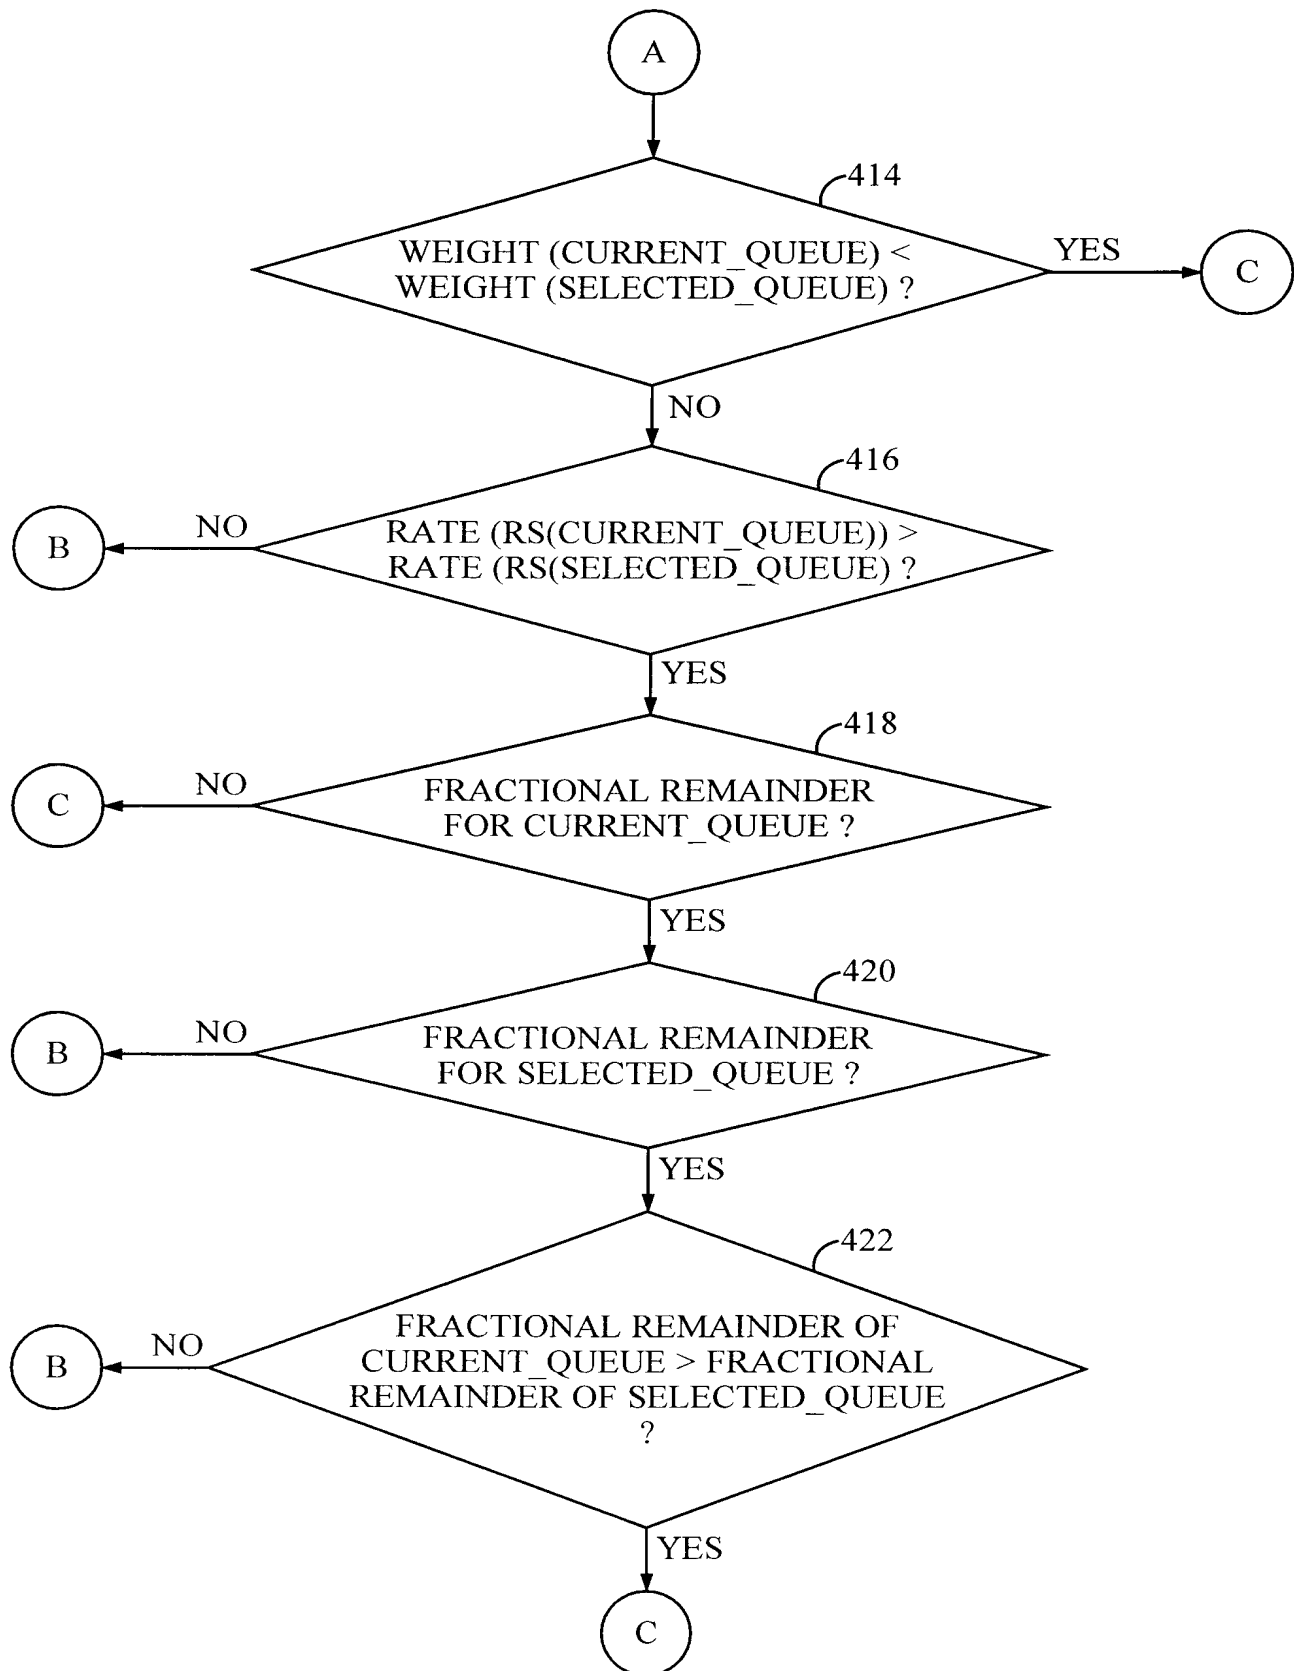 A
414
WEIGHT (CURRENT_QUEUE) <
WEIGHT (SELECTED_QUEUE) ?
YES
C
NO
416
RATE (RS(CURRENT_QUEUE)) >
RATE (RS(SELECTED_QUEUE) ?
NO
B
YES
418
FRACTIONAL REMAINDER
FOR CURRENT_QUEUE ?
NO
C
YES
420
FRACTIONAL REMAINDER
FOR SELECTED_QUEUE ?
NO
B
YES
422
FRACTIONAL REMAINDER OF
CURRENT_QUEUE > FRACTIONAL
REMAINDER OF SELECTED_QUEUE
?
NO
B
YES
C